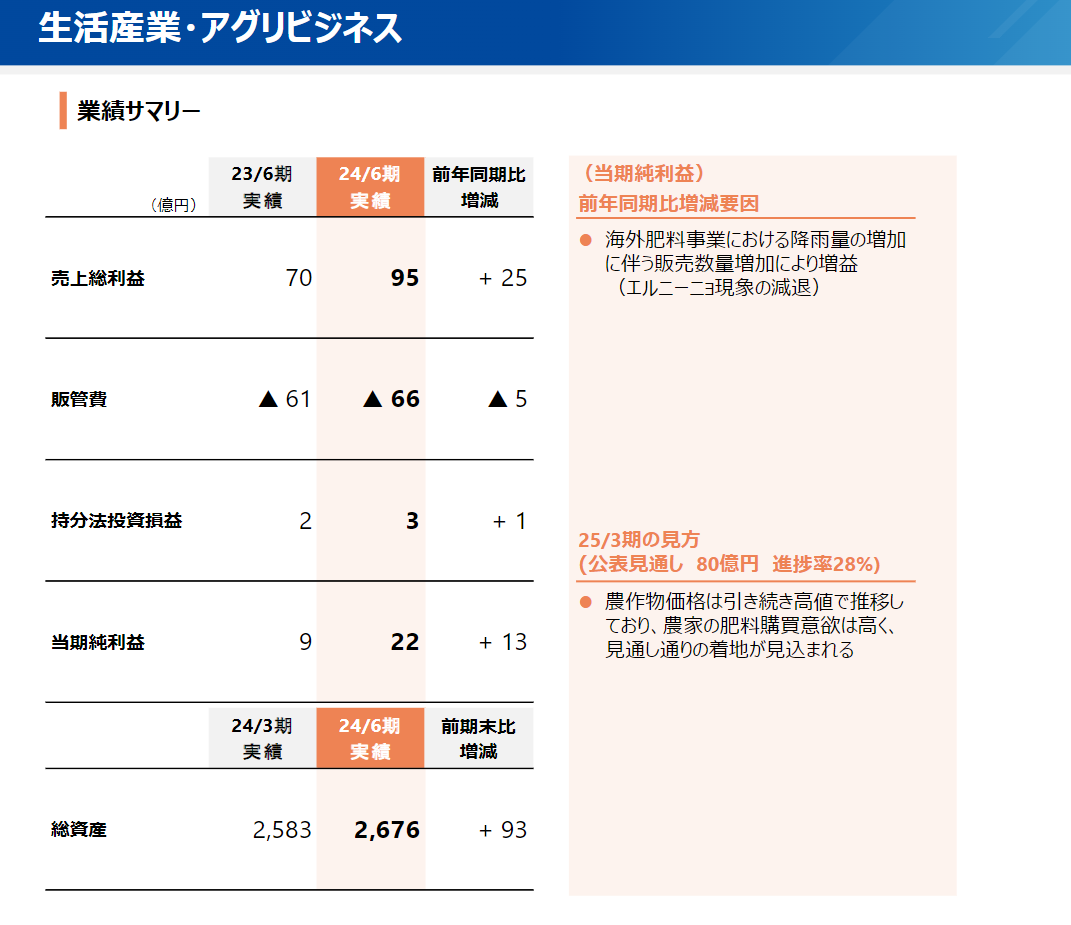 生活産業・アグリビジネス
業績サマリー
（億円）
23/6期
実績
24/6期
実績
前年同期比
増減
売上総利益 70 95 + 25
販管費 ▲ 61 ▲ 66 ▲ 5
持分法投資損益 2 3 + 1
当期純利益 9 22 + 13
24/3期
実績
24/6期
実績
前期末比
増減
総資産 2,583 2,676 + 93
（当期純利益）
前年同期比増減要因
● 海外肥料事業における降雨量の増加
に伴う販売数量増加により増益
（エルニーニョ現象の減退）
25/3期の見方
(公表見通し 80億円 進捗率28%)
● 農作物価格は引き続き高値で推移し
ており、農家の肥料購買意欲は高く、
見通し通りの着地が見込まれる